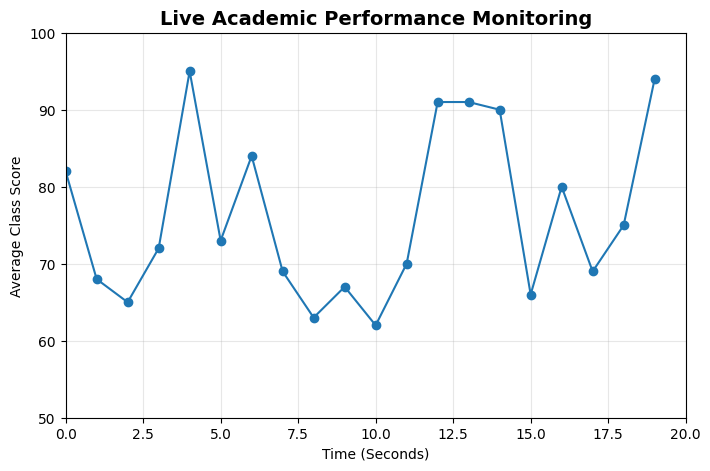 Live Academic Performance Monitoring
100
90
80
70
60
50
Average Class Score
0.0 2.5 5.0 7.5 10.0 12.5 15.0 17.5 20.0
Time (Seconds)